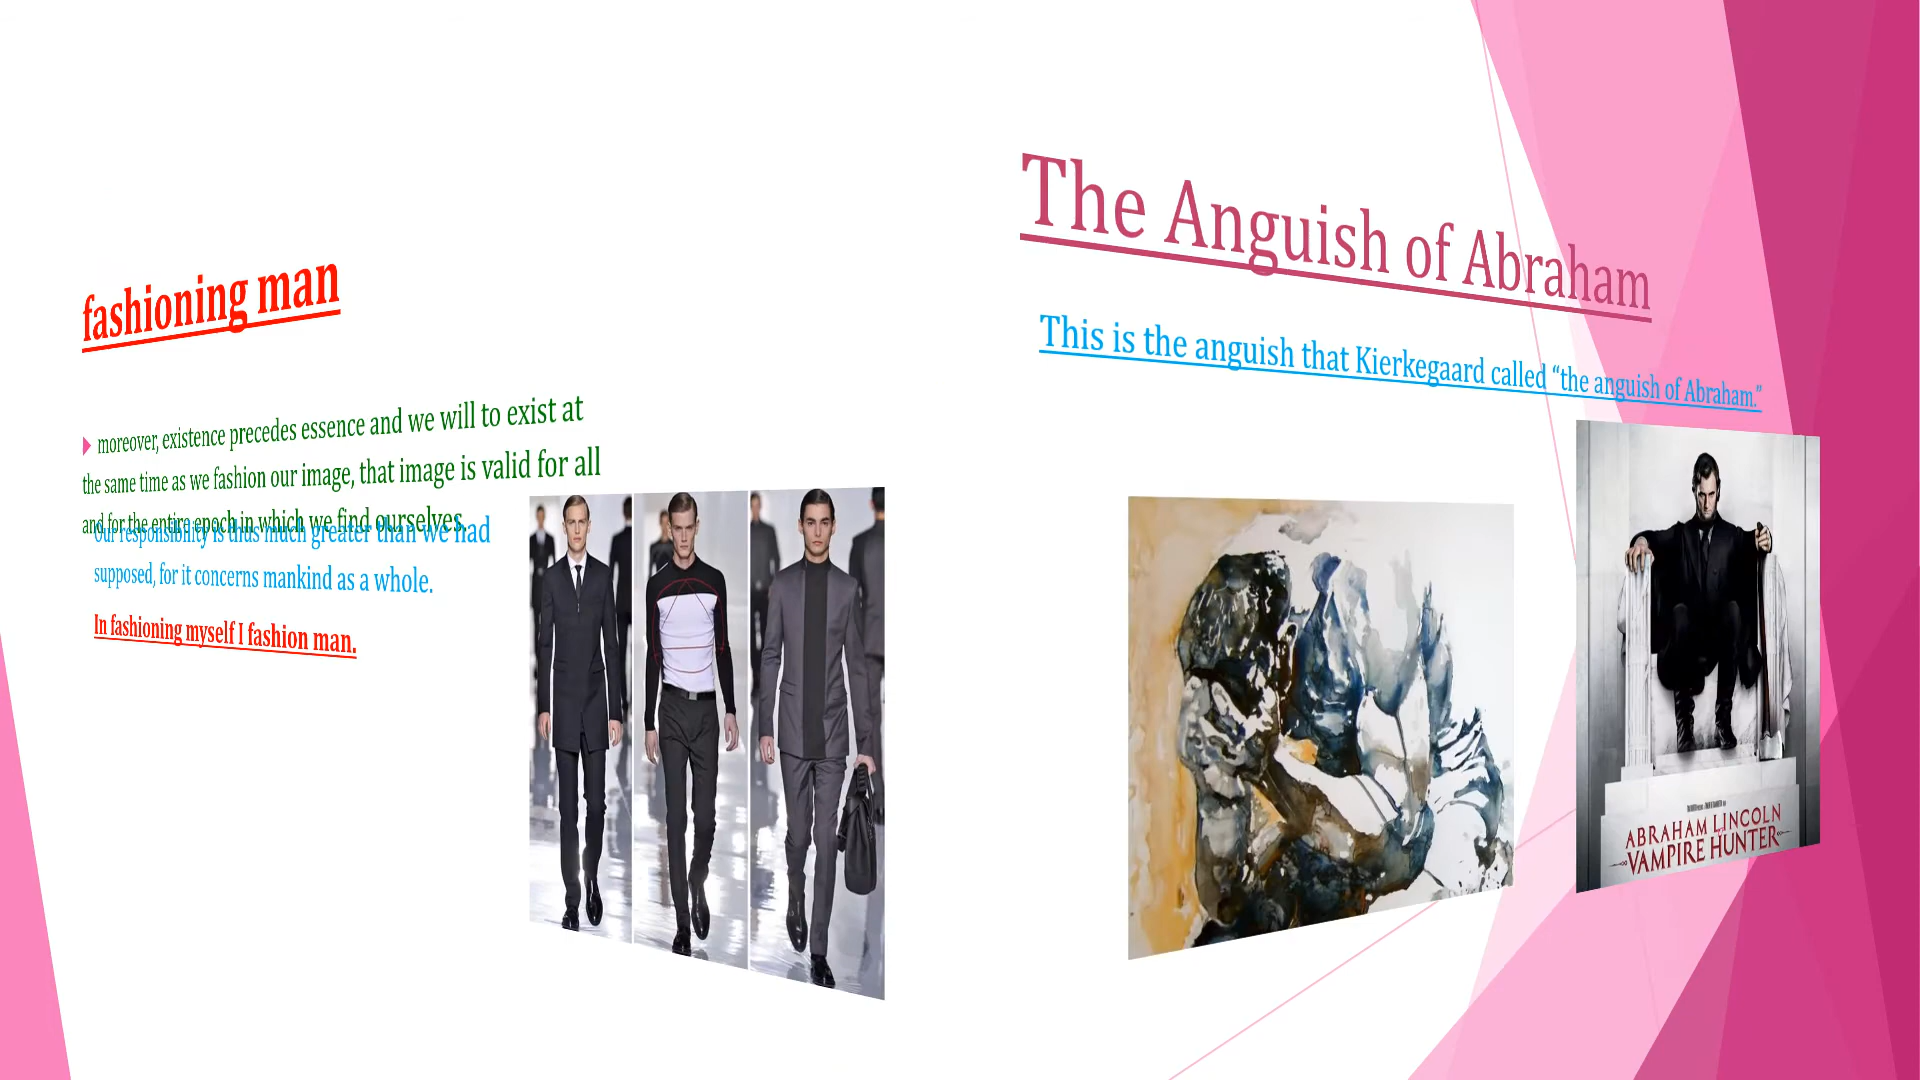 fashioning man
moreover, existence precedes essence and we will to exist at
the same time as we fashion our image, that image is valid for all
and for the entire epoch in which we find ourselves.
Our responsibility is thus much greater than we had
supposed, for it concerns mankind as a whole.
In fashioning myself I fashion man.
The Anguish of Abraham
This is the anguish that Kierkegaard called “the anguish of Abraham.”
ABRAHAM LINCOLN
VAMPIRE HUNTER